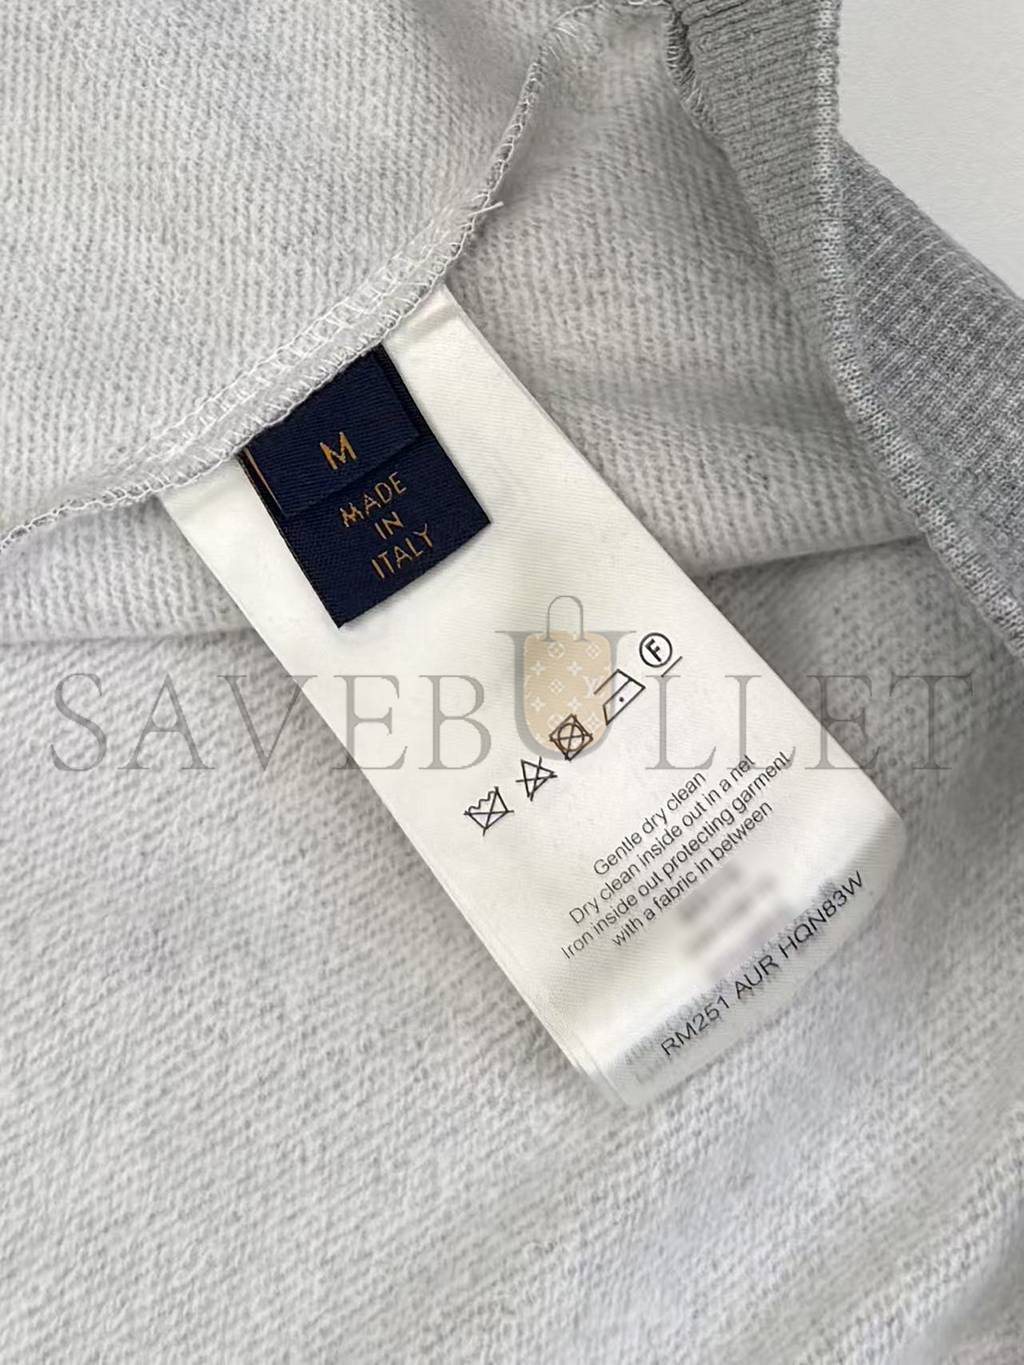 M
MADE
IN
ITALY
SAVEBULLET
F
Gentle dry clean
Dry clean inside out in a net
Iron inside out protecting garment
with a fabric in between
RM251 AUR HQN83W